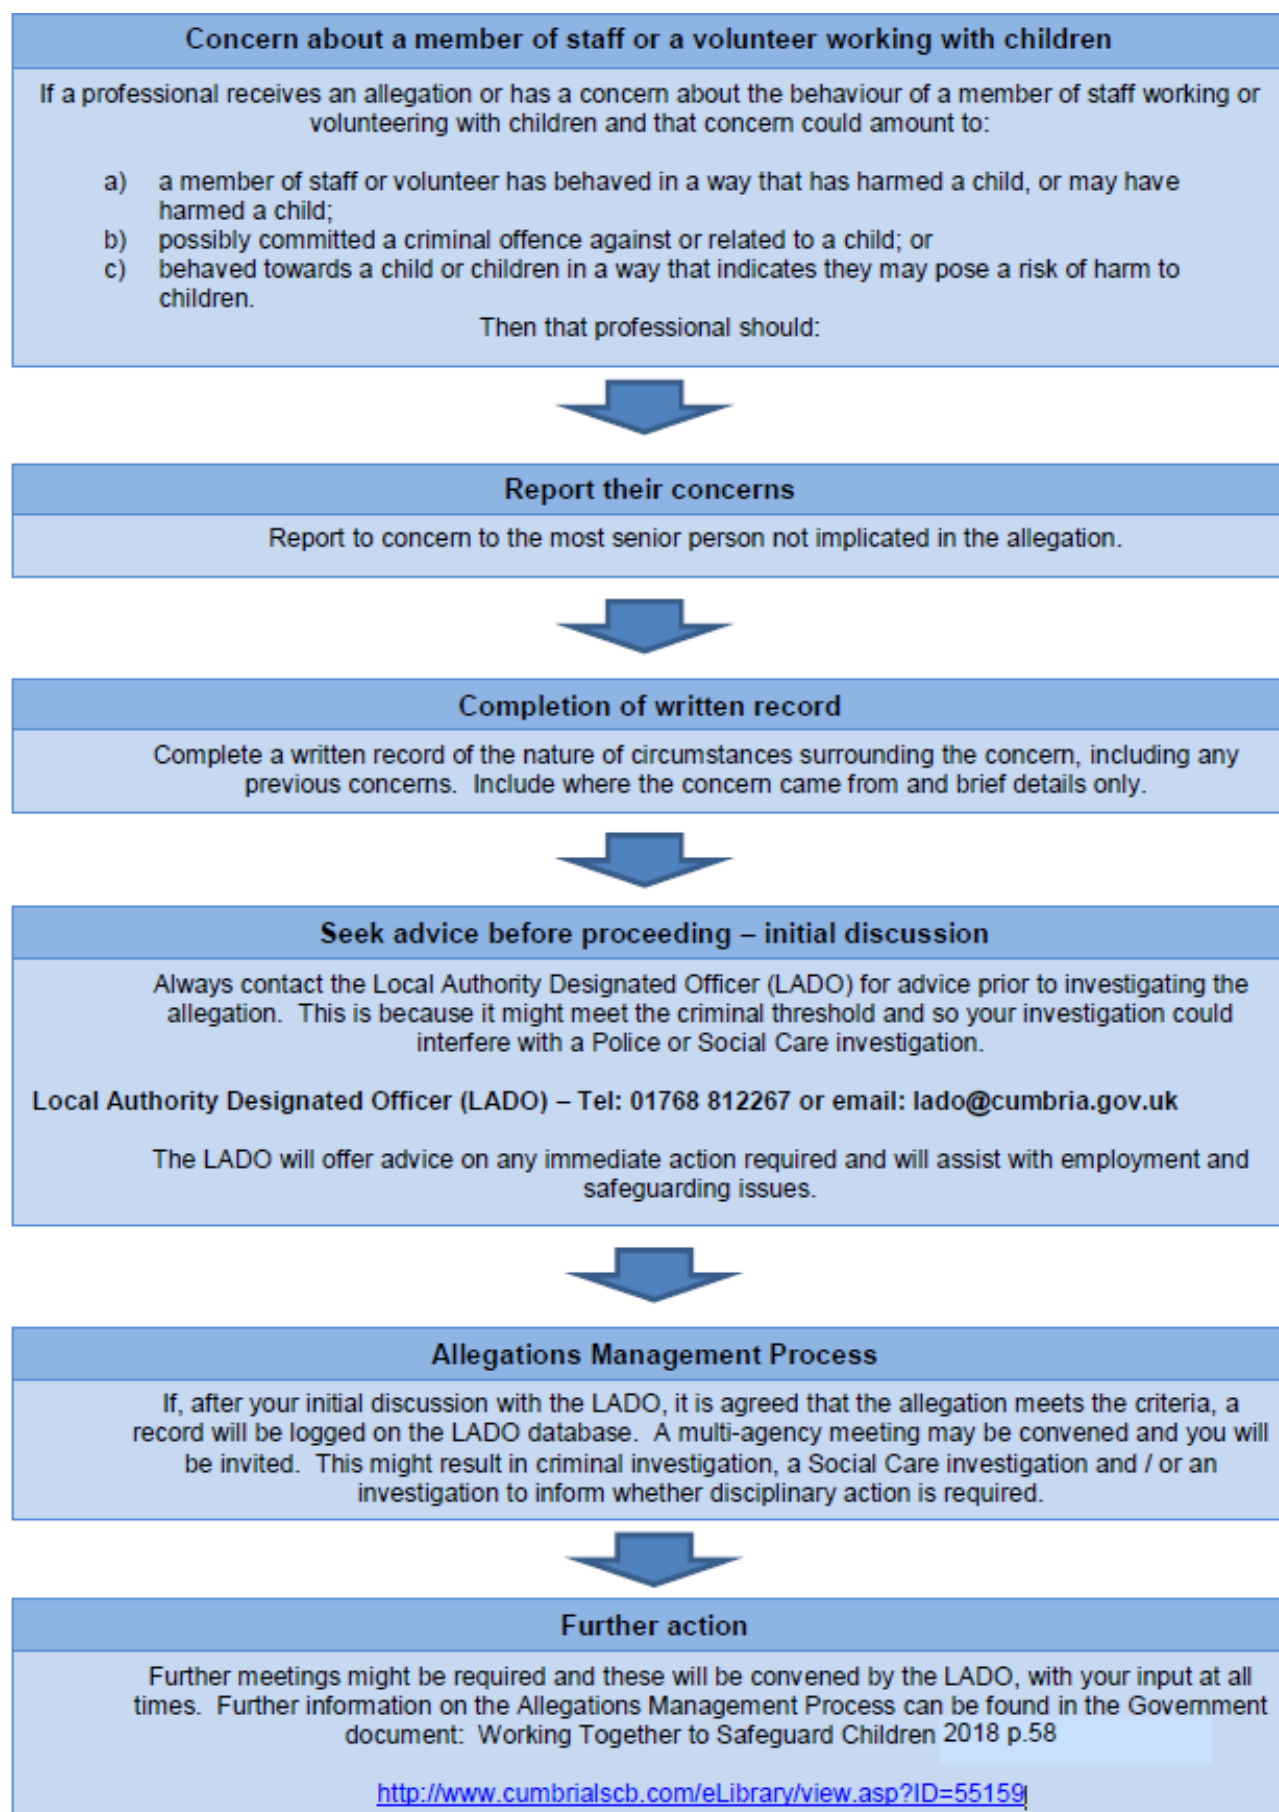 Concern about a member of staff or a volunteer working with children
If a professional receives an allegation or has a concern about the behaviour of a member of staff working or
volunteering with children and that concern could amount to:
a) a member of staff or volunteer has behaved in a way that has harmed a child, or may have
harmed a child;
b) possibly committed a criminal offence against or related to a child; or
c) behaved towards a child or children in a way that indicates they may pose a risk of harm to
children.
Then that professional should:
Report their concerns
Report to concern to the most senior person not implicated in the allegation.
Completion of written record
Complete a written record of the nature of circumstances surrounding the concern, including any
previous concerns. Include where the concern came from and brief details only.
Seek advice before proceeding – initial discussion
Always contact the Local Authority Designated Officer (LADO) for advice prior to investigating the
allegation. This is because it might meet the criminal threshold and so your investigation could
interfere with a Police or Social Care investigation.
Local Authority Designated Officer (LADO) – Tel: 01768 812267 or email: lado@cumbria.gov.uk
The LADO will offer advice on any immediate action required and will assist with employment and
safeguarding issues.
Allegations Management Process
If, after your initial discussion with the LADO, it is agreed that the allegation meets the criteria, a
record will be logged on the LADO database. A multi-agency meeting may be convened and you will
be invited. This might result in criminal investigation, a Social Care investigation and / or an
investigation to inform whether disciplinary action is required.
Further action
Further meetings might be required and these will be convened by the LADO, with your input at all
times. Further information on the Allegations Management Process can be found in the Government
document: Working Together to Safeguard Children 2018 p.58
http://www.cumbrialscb.com/eLibrary/view.asp?ID=55159